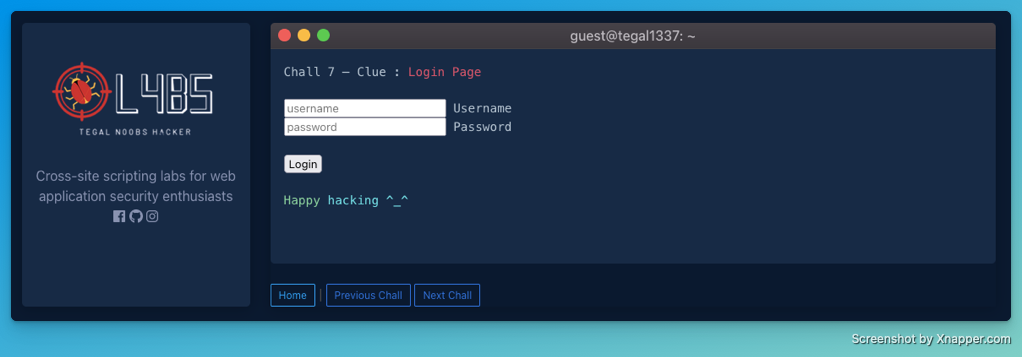 L4BS
TEGAL NOOBS HACKER
Cross-site scripting labs for web
application security enthusiasts
guest@tegal1337: ~
Chall 7 – Clue : Login Page
username Username
password Password
Login
Happy hacking ^_^
Home | Previous Chall Next Chall
Screenshot by Xnapper.com